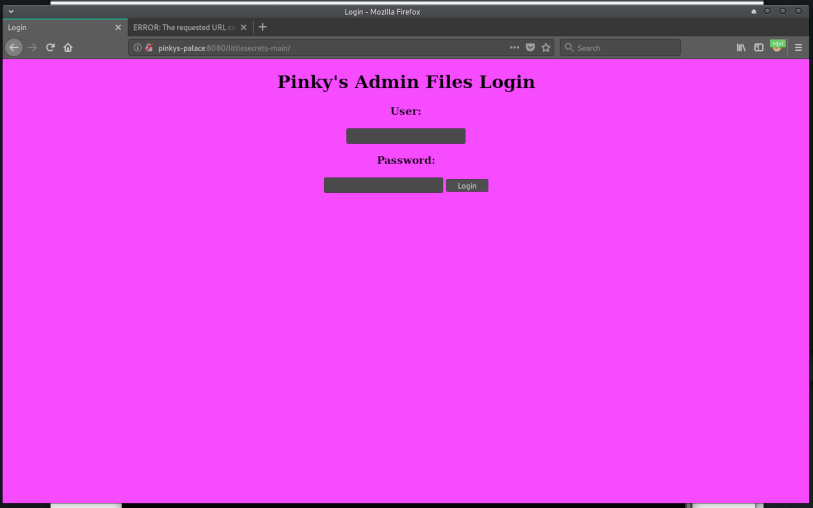 Login - Mozilla Firefox
Login
ERROR: The requested URL co
pinkys-palace:8080/littlesecrets-main/
Search
squi
Pinky's Admin Files Login
User:
Password:
Login